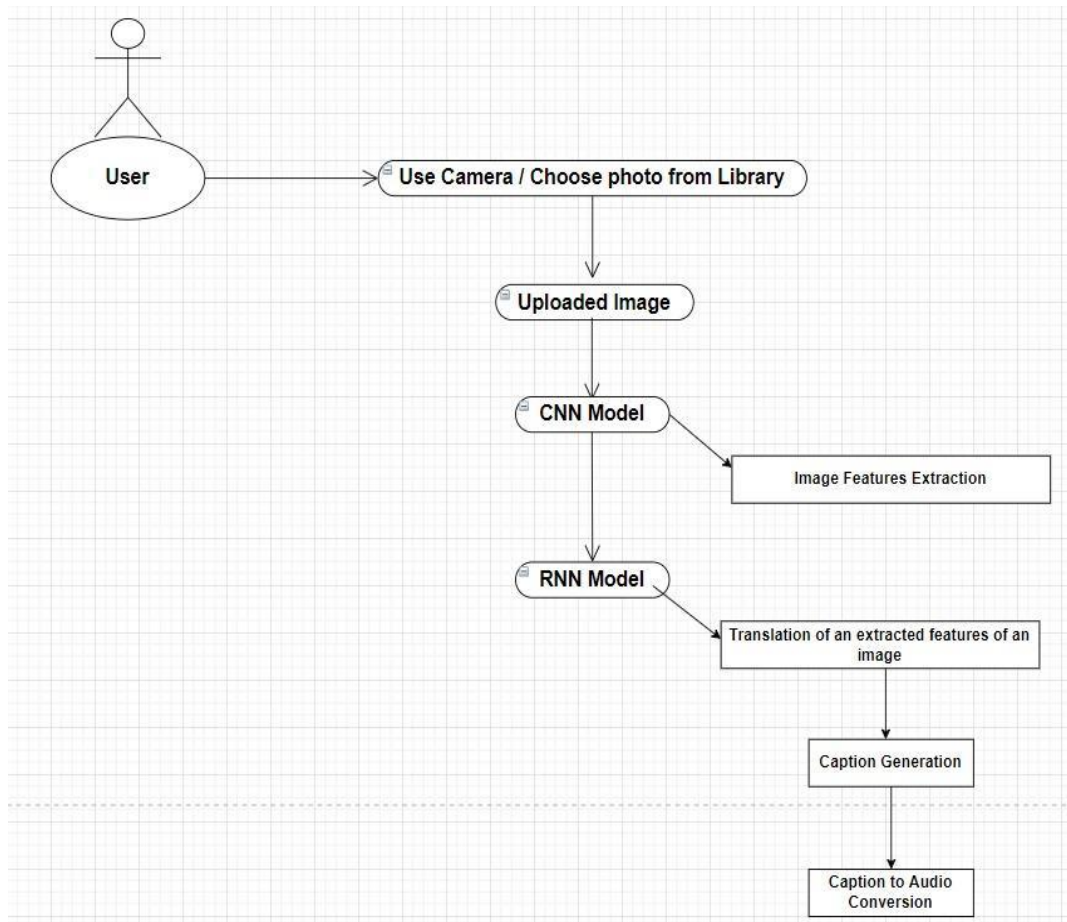 User
Use Camera / Choose photo from Library
Uploaded Image
CNN Model
Image Features Extraction
RNN Model
Translation of an extracted features of an
image
Caption Generation
Caption to Audio
Conversion